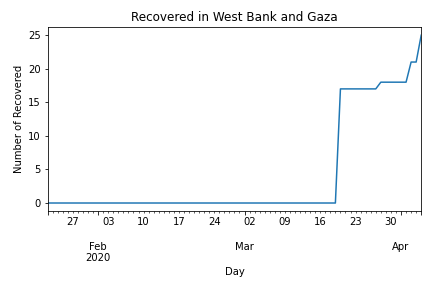 Recovered in West Bank and Gaza
Number of Recovered
25
20
15
10
5
0
27 03 10 17 24 02 09 16 23 30
Feb Mar Apr
2020
Day